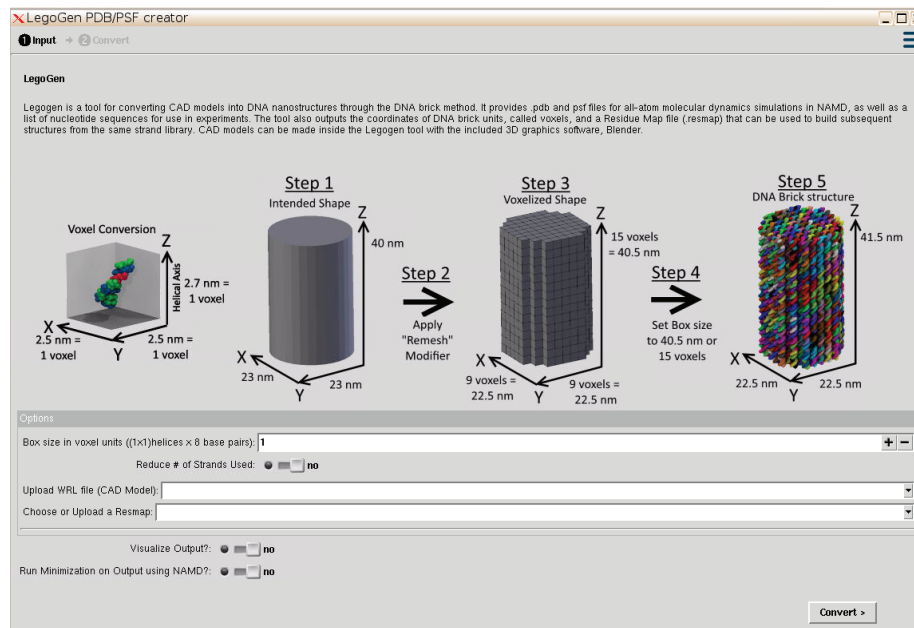 LegoGen PDB/PSF creator
1 Input → 2 Convert
LegoGen
Legogen is a tool for converting CAD models into DNA nanostructures through the DNA brick method. It provides .pdb and psf files for all-atom molecular dynamics simulations in NAMD, as well as a
list of nucleotide sequences for use in experiments. The tool also outputs the coordinates of DNA brick units, called voxels, and a Residue Map file (.resmap) that can be used to build subsequent
structures from the same strand library. CAD models can be made inside the Legogen tool with the included 3D graphics software, Blender.
Voxel Conversion
Z
Helical Axis
2.7 nm =
1 voxel
X
2.5 nm =
1 voxel
Y
2.5 nm =
1 voxel
Step 1
Intended Shape
Z
40 nm
X
23 nm
Y
23 nm
Step 2
Apply
"Remesh"
Modifier
Step 3
Voxelized Shape
Z
15 voxels
= 40.5 nm
X
9 voxels =
22.5 nm
Y
9 voxels =
22.5 nm
Step 4
Set Box size
to 40.5 nm or
15 voxels
Step 5
DNA Brick structure
Z
41.5 nm
X
22.5 nm
Y
22.5 nm
Options
Box size in voxel units ((1x1)helices x 8 base pairs): 1
Reduce # of Strands Used: no
Upload WRL file (CAD Model):
Choose or Upload a Resmap:
Visualize Output?: no
Run Minimization on Output using NAMD?: no
Convert >